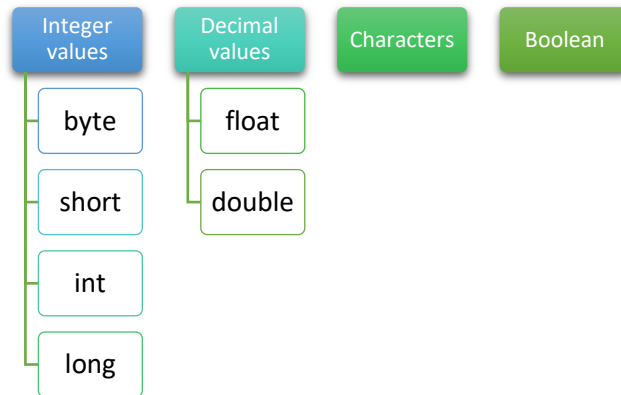 Integer
values
Decimal
values
Characters
Boolean
byte
float
short
double
int
long